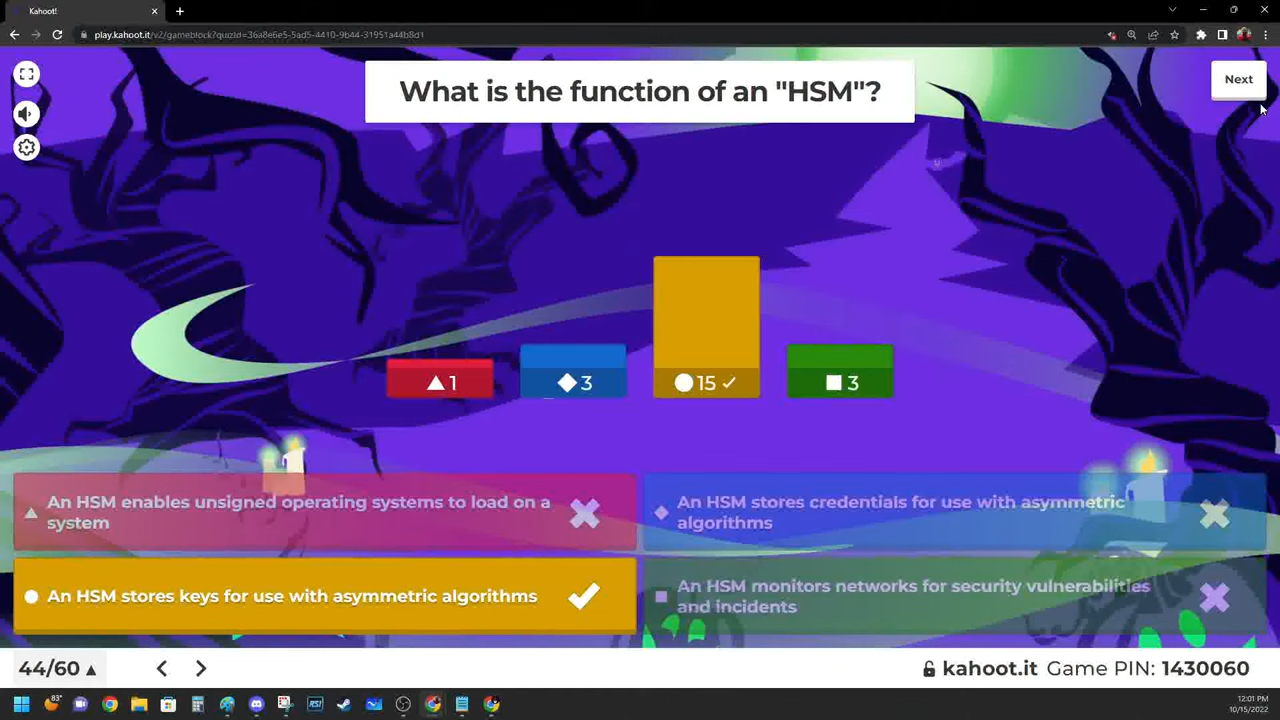 Kahoot!
play.kahoot.it/v2/gameblock?quizId=36a8e6e5-5ad5-4410-9b44-31951a44b8d1
What is the function of an "HSM"?
Next
1
3
15
3
An HSM enables unsigned operating systems to load on a
system
An HSM stores credentials for use with asymmetric
algorithms
An HSM stores keys for use with asymmetric algorithms
An HSM monitors networks for security vulnerabilities
and incidents
44/60
kahoot.it Game PIN: 1430060
83°
RSI
12:01 PM
10/15/2022